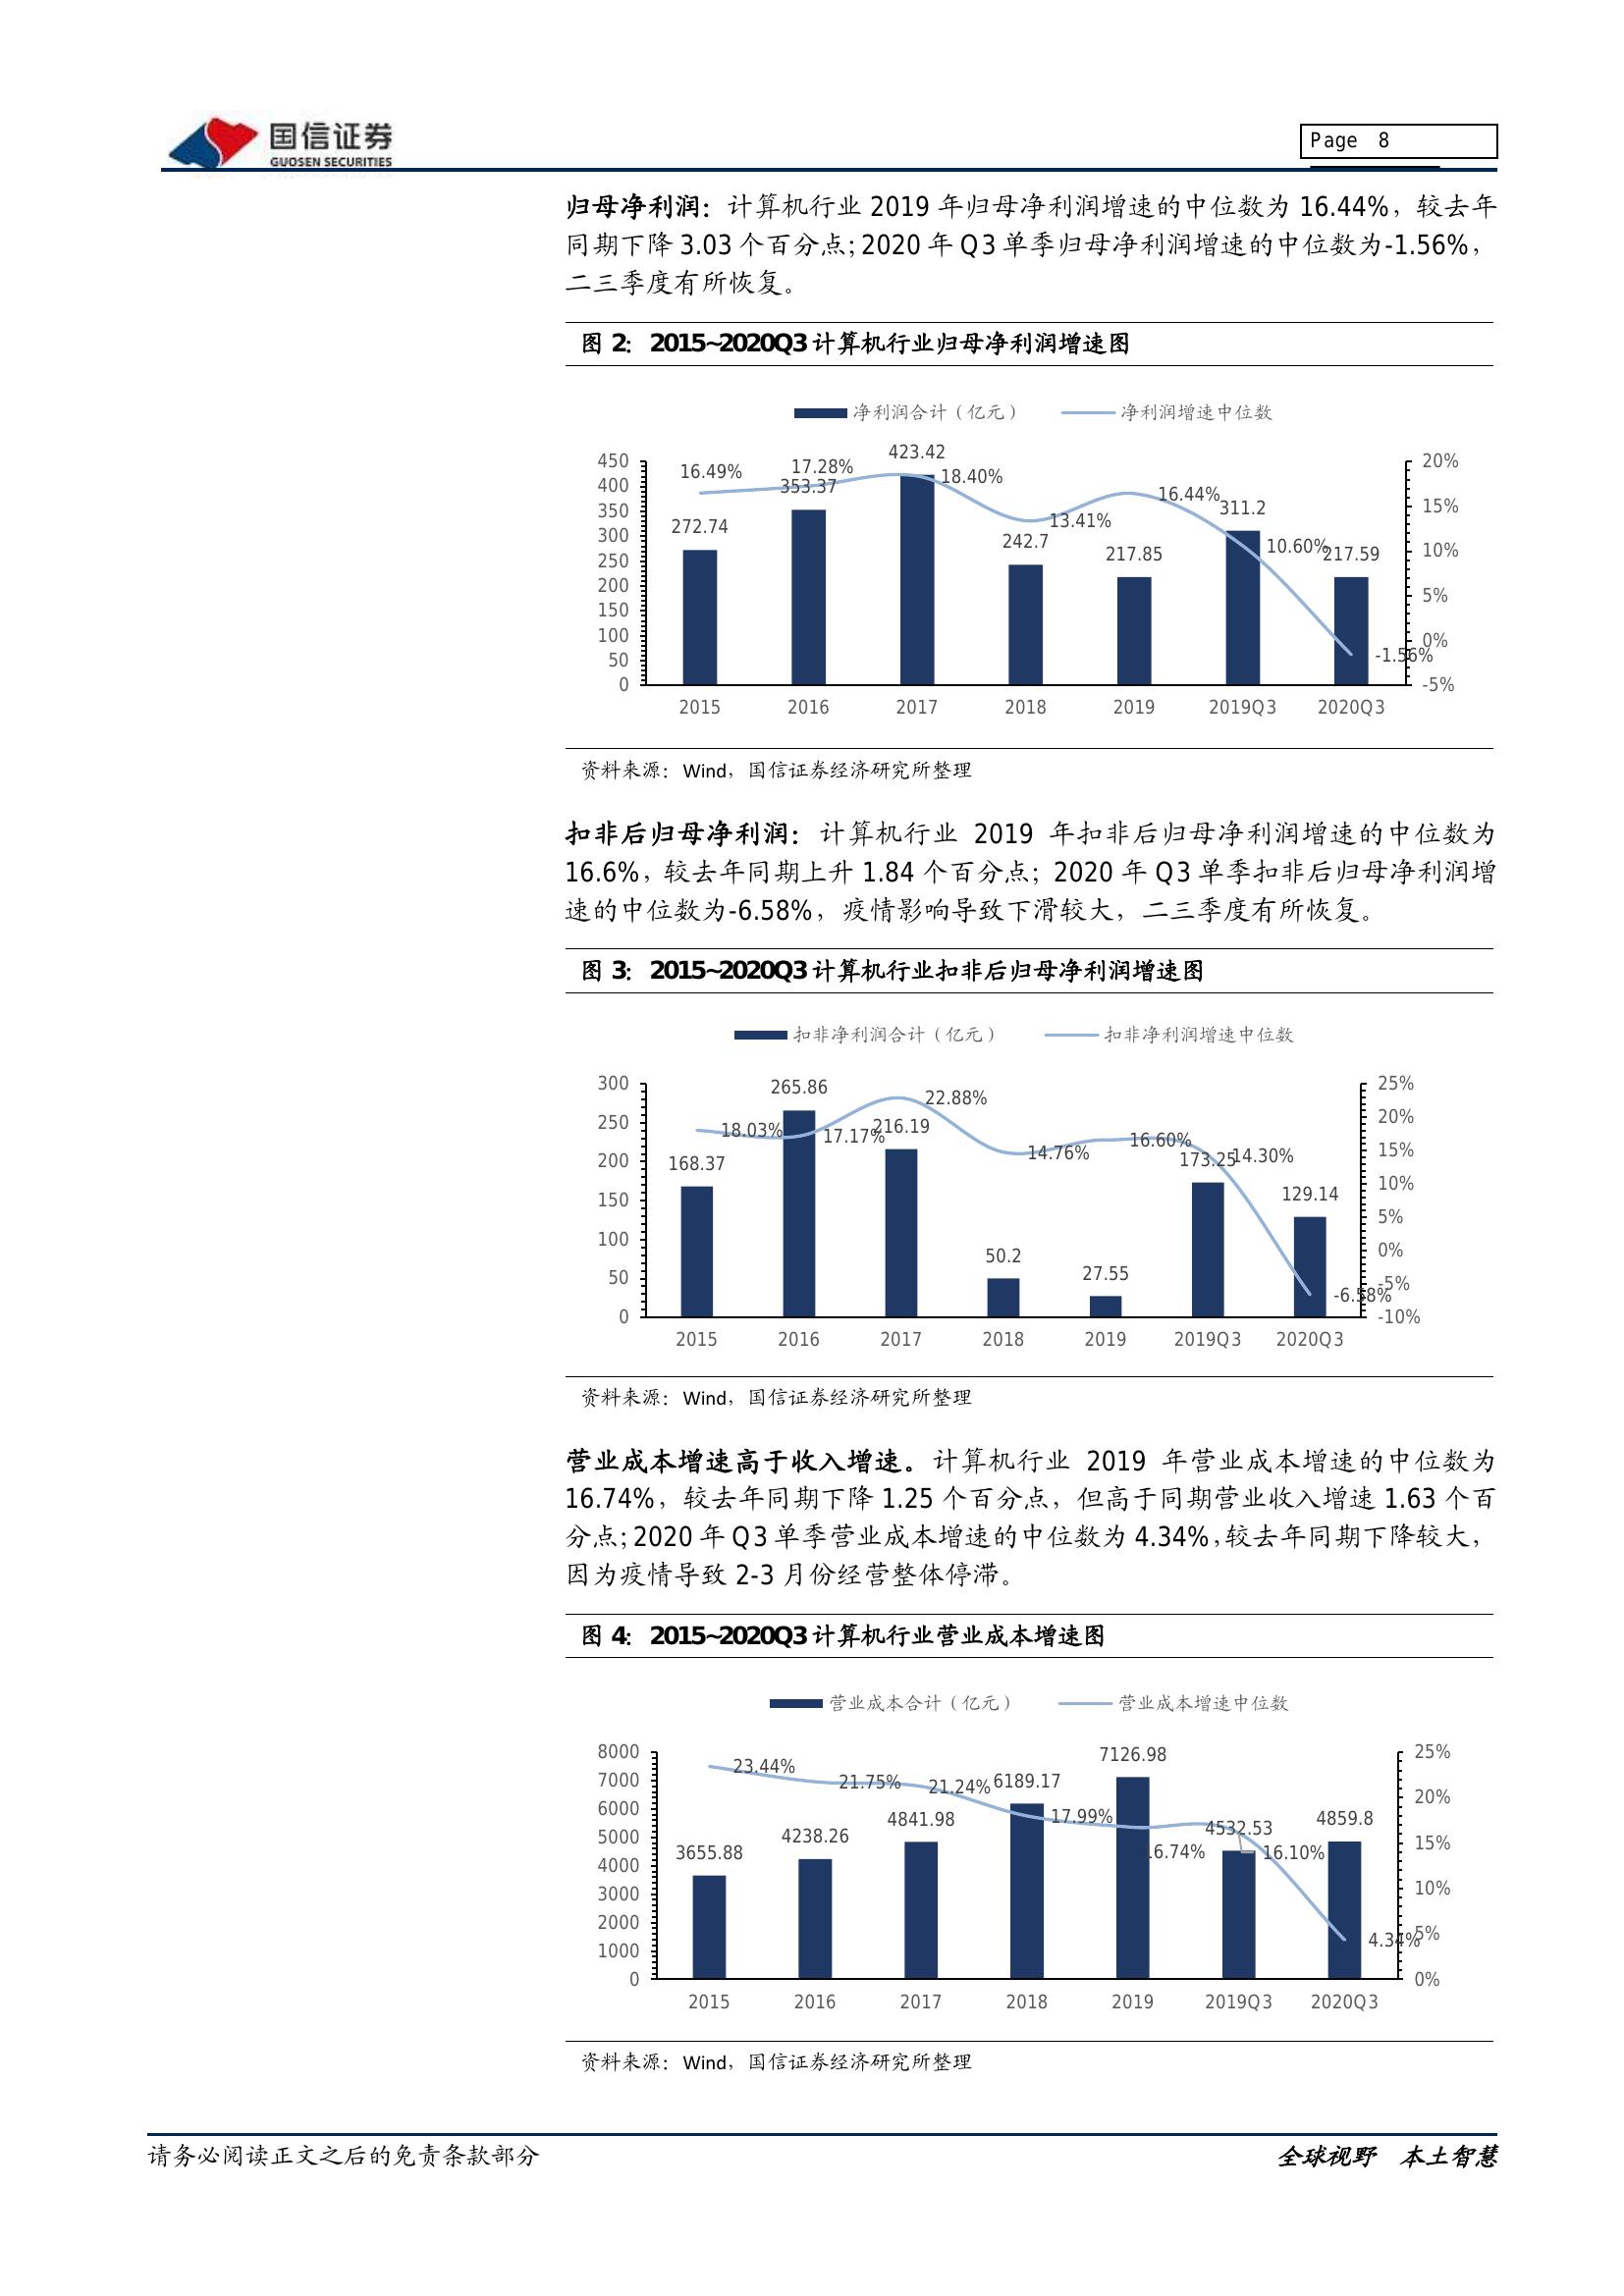 国信证券
GUOSEN SECURITIES
Page 8
归母净利润：计算机行业 2019 年归母净利润增速的中位数为 16.44%，较去年
同期下降 3.03 个百分点；2020 年 Q3 单季归母净利润增速的中位数为-1.56%，
二三季度有所恢复。
图 2： 2015~2020Q3 计算机行业归母净利润增速图
净利润合计（亿元） 净利润增速中位数
450 400 350 300 250 200 150 100 50 0
272.74 353.37 423.42 242.7 217.85 311.2 217.59
16.49% 17.28% 18.40% 13.41% 16.44% 10.60% -1.56%
20% 15% 10% 5% 0% -5%
2015 2016 2017 2018 2019 2019Q3 2020Q3
资料来源：Wind，国信证券经济研究所整理
扣非后归母净利润：计算机行业 2019 年扣非后归母净利润增速的中位数为
16.6%，较去年同期上升 1.84 个百分点；2020 年 Q3 单季扣非后归母净利润增
速的中位数为-6.58%，疫情影响导致下滑较大，二三季度有所恢复。
图 3： 2015~2020Q3 计算机行业扣非后归母净利润增速图
扣非净利润合计（亿元） 扣非净利润增速中位数
300 250 200 150 100 50 0
168.37 265.86 216.19 50.2 27.55 173.25 129.14
18.03% 17.17% 22.88% 14.76% 16.60% 14.30% -6.58%
25% 20% 15% 10% 5% 0% -5% -10%
2015 2016 2017 2018 2019 2019Q3 2020Q3
资料来源：Wind，国信证券经济研究所整理
营业成本增速高于收入增速。计算机行业 2019 年营业成本增速的中位数为
16.74%，较去年同期下降 1.25 个百分点，但高于同期营业收入增速 1.63 个百
分点；2020 年 Q3 单季营业成本增速的中位数为 4.34%，较去年同期下降较大，
因为疫情导致 2-3 月份经营整体停滞。
图 4： 2015~2020Q3 计算机行业营业成本增速图
营业成本合计（亿元） 营业成本增速中位数
8000 7000 6000 5000 4000 3000 2000 1000 0
3655.88 4238.26 4841.98 6189.17 7126.98 4532.53 4859.8
23.44% 21.75% 21.24% 17.99% 16.74% 16.10% 4.34%
25% 20% 15% 10% 5% 0%
2015 2016 2017 2018 2019 2019Q3 2020Q3
资料来源：Wind，国信证券经济研究所整理
请务必阅读正文之后的免责条款部分
全球视野 本土智慧